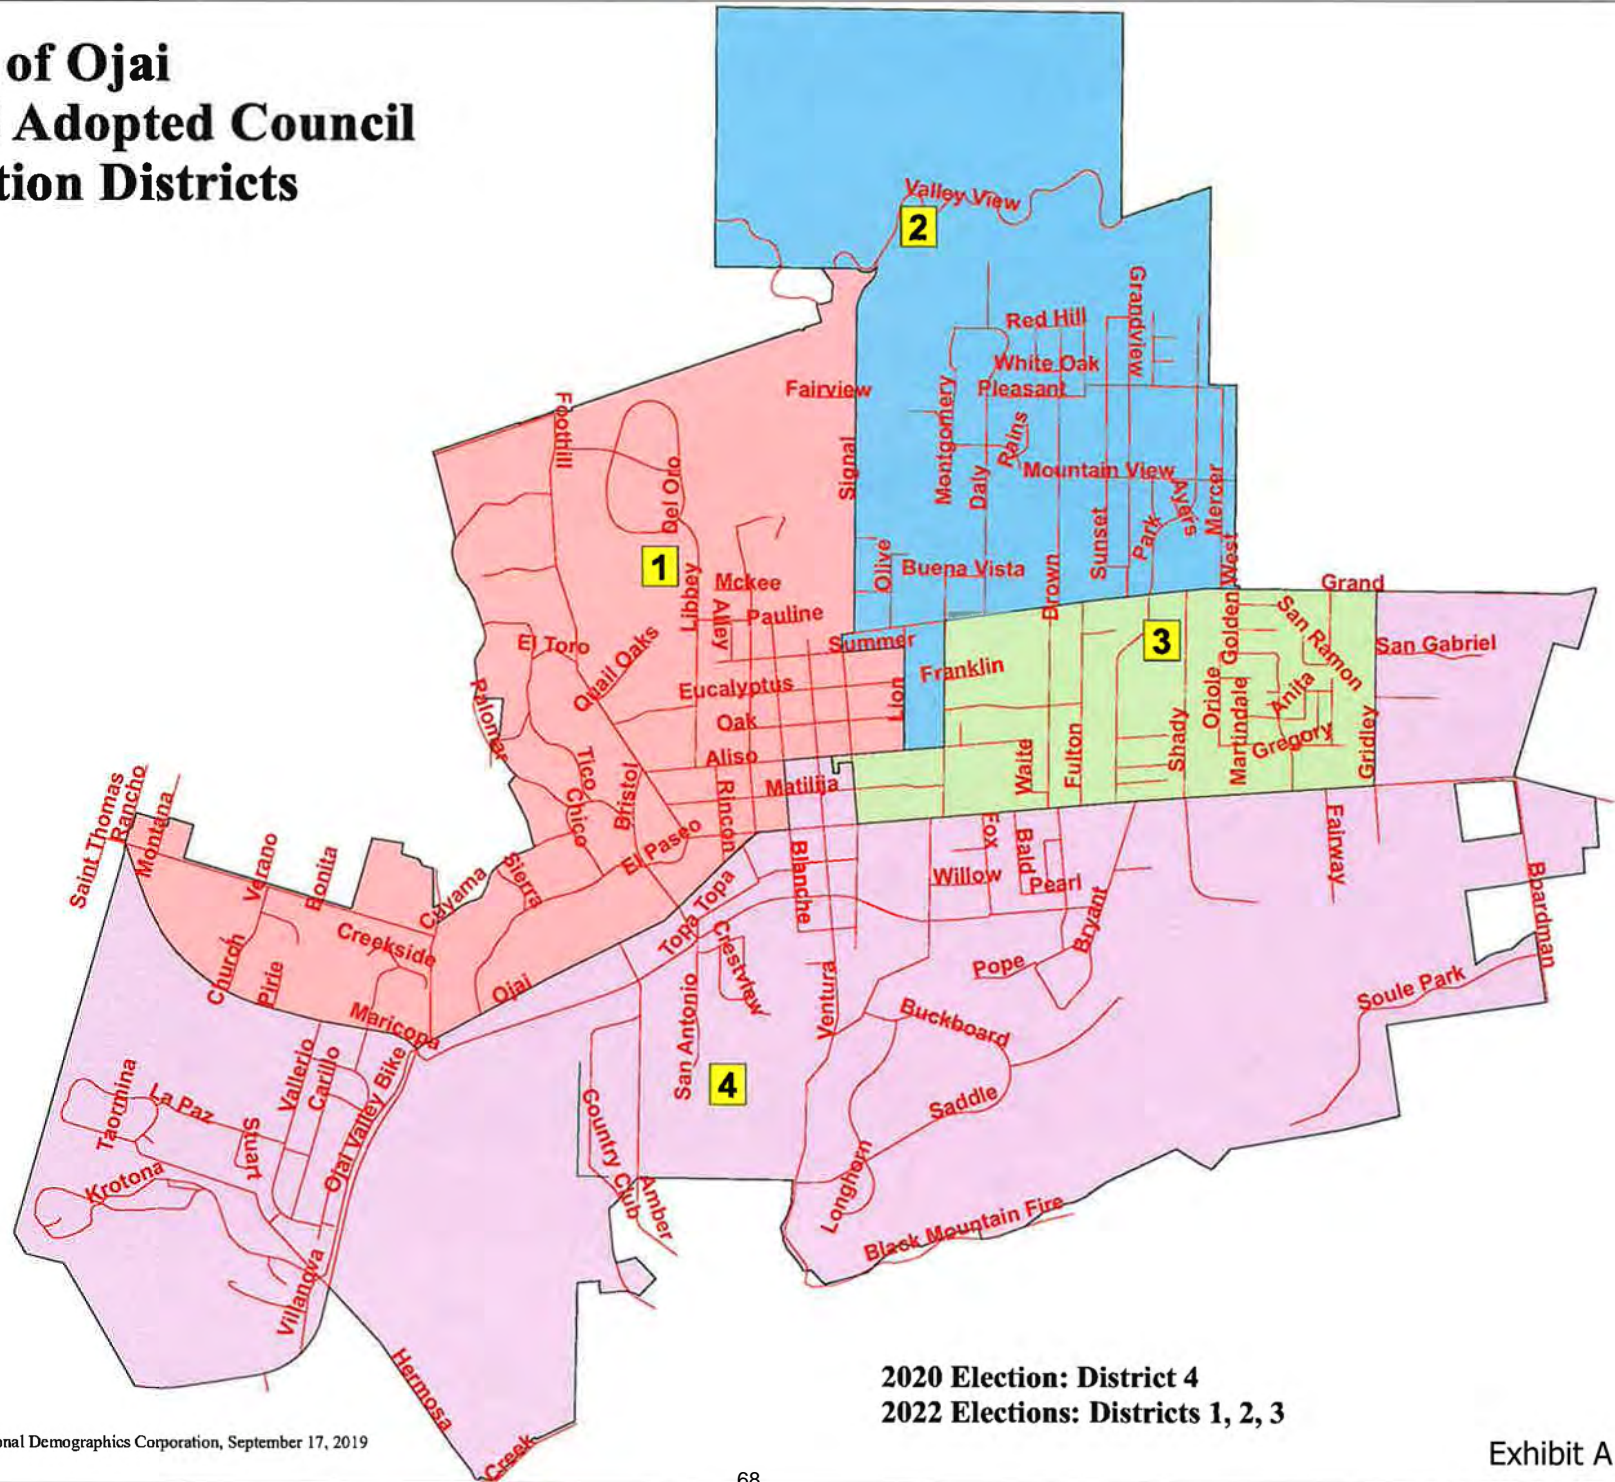 of Ojai
Adopted Council
tion Districts
Valley View
2
Grandview
Red Hill
White Oak
Fairview
Pleasant
Foothill
Montgomery
Rains
Signal
Daly
Mountain View
Del Oro
Ayers
Mercer
Sunset
Park
1
Olive
Buena Vista
Mckee
Libbey
Brown
Golden West
Grand
Alley
Pauline
San Ramon
3
El Toro
Quail Oaks
Summer
San Gabriel
Franklin
Palomar
Eucalyptus
Lion
Oriole
Anita
Oak
Martindale
Gregory
Gridley
Shady
Aliso
Tico
Waite
Fulton
Saint Thomas
Rancho
Montana
Bristol
Rincon
Matilija
Chico
Fox
Bald
Fairway
El Paseo
Verano
Bonita
Sierra
Blanche
Willow
Pearl
Boardman
Cuyama
Topa Topa
Bryant
Creekside
Crestview
Church
Pirie
Pope
Ojai
San Antonio
Ventura
Soule Park
Maricopa
Buckboard
Vallerio
Carillo
Taormina
La Paz
Ojai Valley Bike
4
Saddle
Stuart
Country Club
Krotona
Longhorn
Amber
Black Mountain Fire
Villanova
Hermosa
Creek
2020 Election: District 4
2022 Elections: Districts 1, 2, 3
onal Demographics Corporation, September 17, 2019
Exhibit A
68